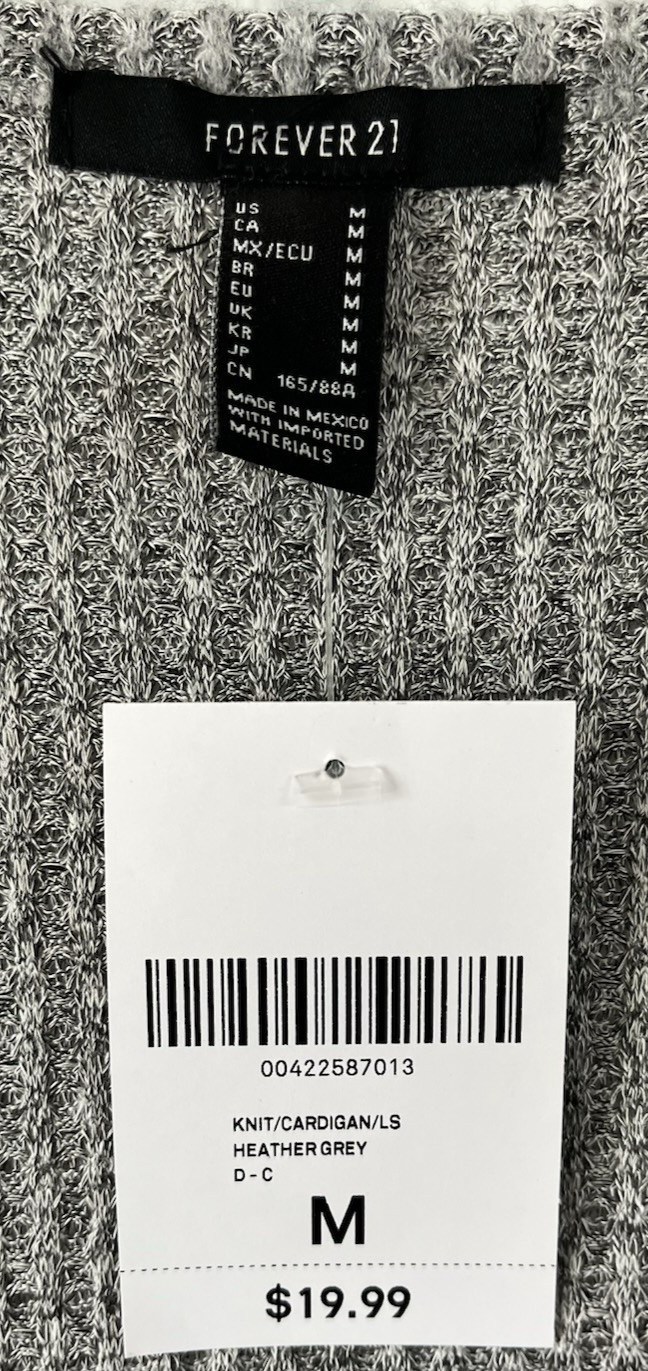 FOREVER 21
US M
CA M
MX/ECU M
BR M
EU M
UK M
KR M
JP M
CN 165/88A
MADE IN MEXICO
WITH IMPORTED
MATERIALS
00422587013
KNIT/CARDIGAN/LS
HEATHER GREY
D-C
M
$19.99